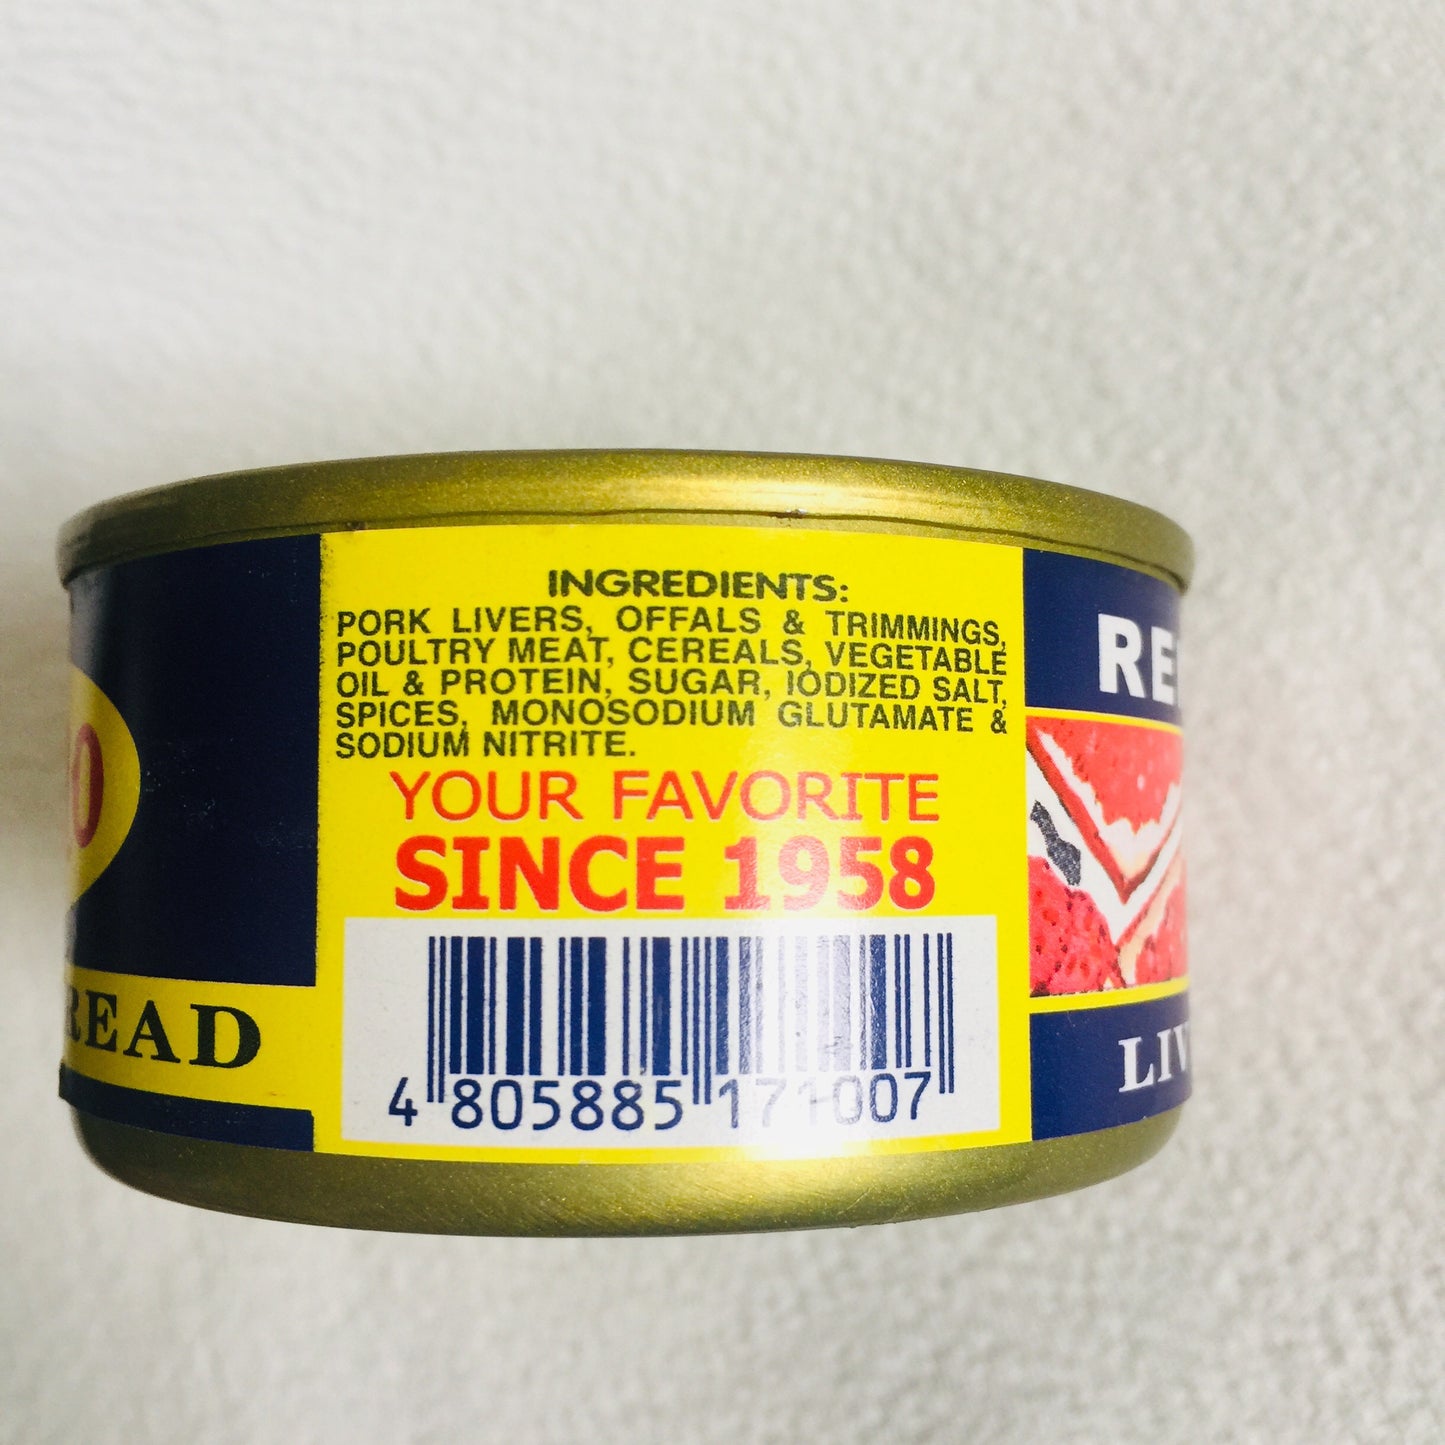 INGREDIENTS:
PORK LIVERS, OFFALS & TRIMMINGS,
POULTRY MEAT, CEREALS, VEGETABLE
OIL & PROTEIN, SUGAR, IODIZED SALT,
SPICES, MONOSODIUM GLUTAMATE &
SODIUM NITRITE.
YOUR FAVORITE
SINCE 1958
4 805885 171007